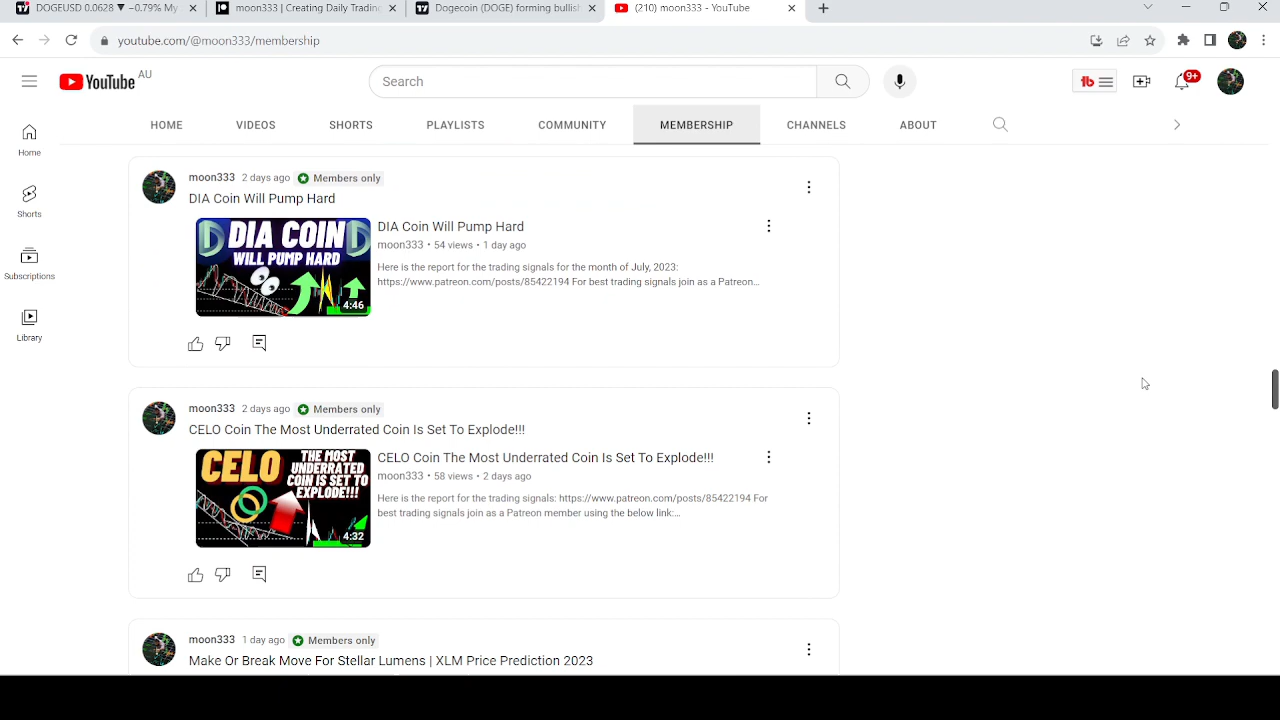 DOGEUSD 0.0628 ▼ −0.79% My
moon333 | Creating Daily Trading
Dogecoin (DOGE) forming bullish
(210) moon333 - YouTube
youtube.com/@moon333/membership
YouTube AU
Search
9+
HOME
VIDEOS
SHORTS
PLAYLISTS
COMMUNITY
MEMBERSHIP
CHANNELS
ABOUT
Home
Shorts
Subscriptions
Library
moon333 2 days ago Members only
DIA Coin Will Pump Hard
DIA COIN
WILL PUMP HARD
4:46
DIA Coin Will Pump Hard
moon333 • 54 views • 1 day ago
Here is the report for the trading signals for the month of July, 2023:
https://www.patreon.com/posts/85422194 For best trading signals join as a Patreon...
moon333 2 days ago Members only
CELO Coin The Most Underrated Coin Is Set To Explode!!!
CELO
THE MOST
UNDERRATED
COIN IS SET TO
EXPLODE!!!
4:32
CELO Coin The Most Underrated Coin Is Set To Explode!!!
moon333 • 58 views • 2 days ago
Here is the report for the trading signals: https://www.patreon.com/posts/85422194 For
best trading signals join as a Patreon member using the below link:...
moon333 1 day ago Members only
Make Or Break Move For Stellar Lumens | XLM Price Prediction 2023